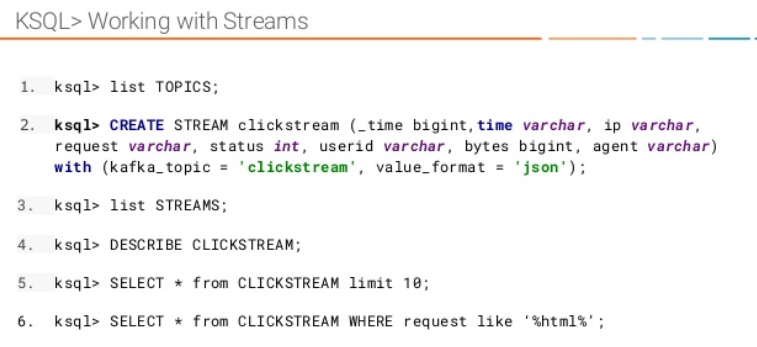 KSQL> Working with Streams
1. ksql> list TOPICS;
2. ksql> CREATE STREAM clickstream (_time bigint,time varchar, ip varchar,
request varchar, status int, userid varchar, bytes bigint, agent varchar)
with (kafka_topic = 'clickstream', value_format = 'json');
3. ksql> list STREAMS;
4. ksql> DESCRIBE CLICKSTREAM;
5. ksql> SELECT * from CLICKSTREAM limit 10;
6. ksql> SELECT * from CLICKSTREAM WHERE request like '%html%';